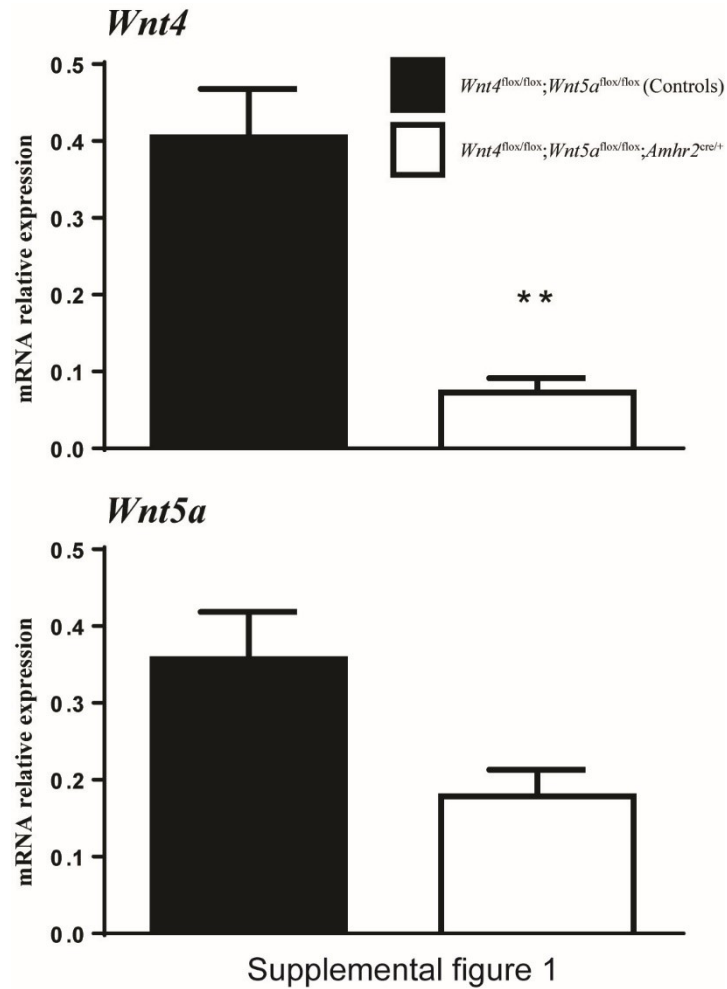 Wnt4
mRNA relative expression
0.5
0.4
0.3
0.2
0.1
0.0
Wnt4flox/flox;Wnt5aflox/flox (Controls)
Wnt4flox/flox;Wnt5aflox/flox;Amhr2cre/+
**
Wnt5a
mRNA relative expression
0.5
0.4
0.3
0.2
0.1
0.0
Supplemental figure 1